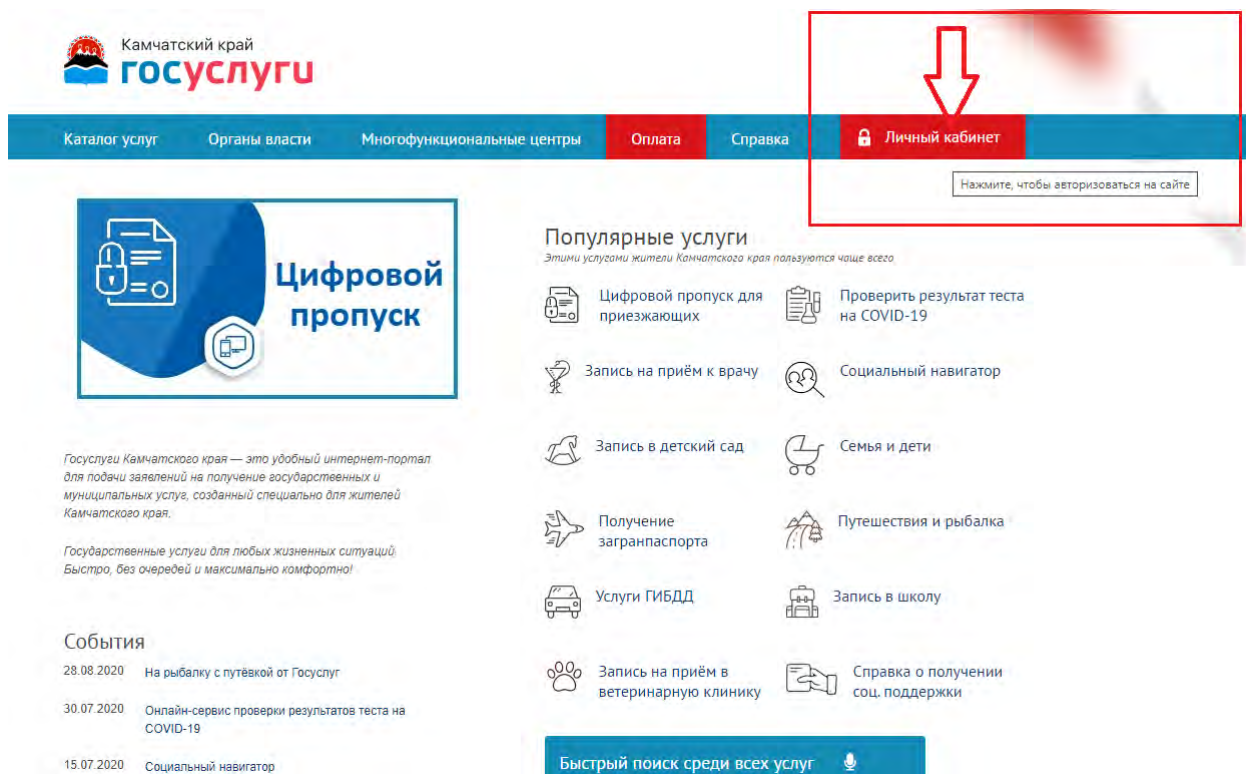 Камчатский край
госуслуги
Каталог услуг
Органы власти
Многофункциональные центры
Оплата
Справка
Личный кабинет
Нажмите, чтобы авторизоваться на сайте
Цифровой
пропуск
Популярные услуги
Этими услугами жители Камчатского края пользуются чаще всего
Цифровой пропуск для
приезжающих
Проверить результат теста
на COVID-19
Запись на приём к врачу
Социальный навигатор
Запись в детский сад
Семья и дети
Получение
загранпаспорта
Путешествия и рыбалка
Услуги ГИБДД
Запись в школу
Запись на приём в
ветеринарную клинику
Справка о получении
соц. поддержки
Быстрый поиск среди всех услуг
Госуслуги Камчатского края — это удобный интернет-портал
для подачи заявлений на получение государственных и
муниципальных услуг, созданный специально для жителей
Камчатского края.
Государственные услуги для любых жизненных ситуаций.
Быстро, без очередей и максимально комфортно!
События
28.08.2020 На рыбалку с путёвкой от Госуслуг
30.07.2020 Онлайн-сервис проверки результатов теста на
COVID-19
15.07.2020 Социальный навигатор